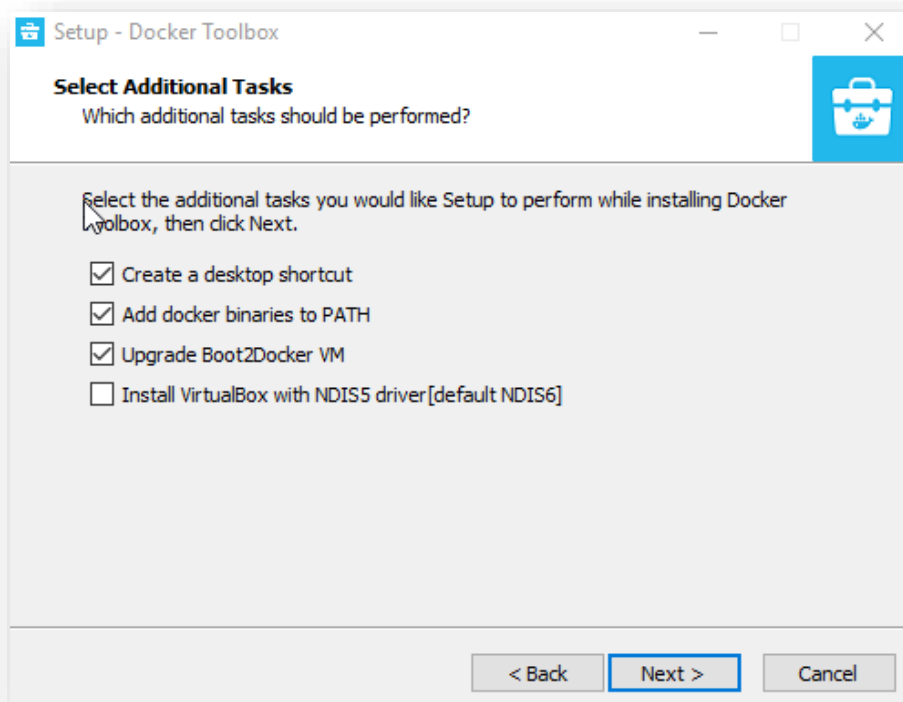 Setup - Docker Toolbox
Select Additional Tasks
Which additional tasks should be performed?
Select the additional tasks you would like Setup to perform while installing Docker
Toolbox, then click Next.
Create a desktop shortcut
Add docker binaries to PATH
Upgrade Boot2Docker VM
Install VirtualBox with NDIS5 driver[default NDIS6]
< Back
Next >
Cancel